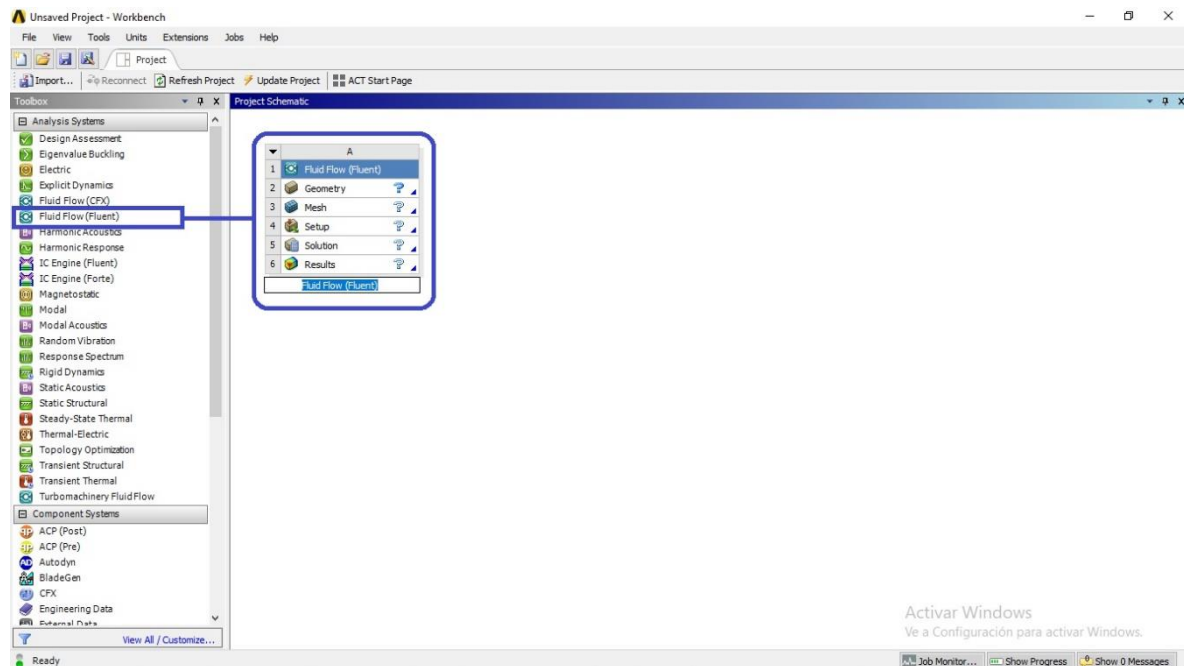 Unsaved Project - Workbench
File View Tools Units Extensions Jobs Help
Project
Import... Reconnect Refresh Project Update Project ACT Start Page
Toolbox
Project Schematic
Analysis Systems
Design Assessment
Eigenvalue Buckling
Electric
Explicit Dynamics
Fluid Flow (CFX)
Fluid Flow (Fluent)
Harmonic Acoustics
Harmonic Response
IC Engine (Fluent)
IC Engine (Forte)
Magnetostatic
Modal
Modal Acoustics
Random Vibration
Response Spectrum
Rigid Dynamics
Static Acoustics
Static Structural
Steady-State Thermal
Thermal-Electric
Topology Optimization
Transient Structural
Transient Thermal
Turbomachinery Fluid Flow
Component Systems
ACP (Post)
ACP (Pre)
Autodyn
BladeGen
CFX
Engineering Data
External Data
View All / Customize...
A
1 Fluid Flow (Fluent)
2 Geometry ?
3 Mesh ?
4 Setup ?
5 Solution ?
6 Results ?
Fluid Flow (Fluent)
Activar Windows
Ve a Configuración para activar Windows.
Ready
Job Monitor... Show Progress Show 0 Messages